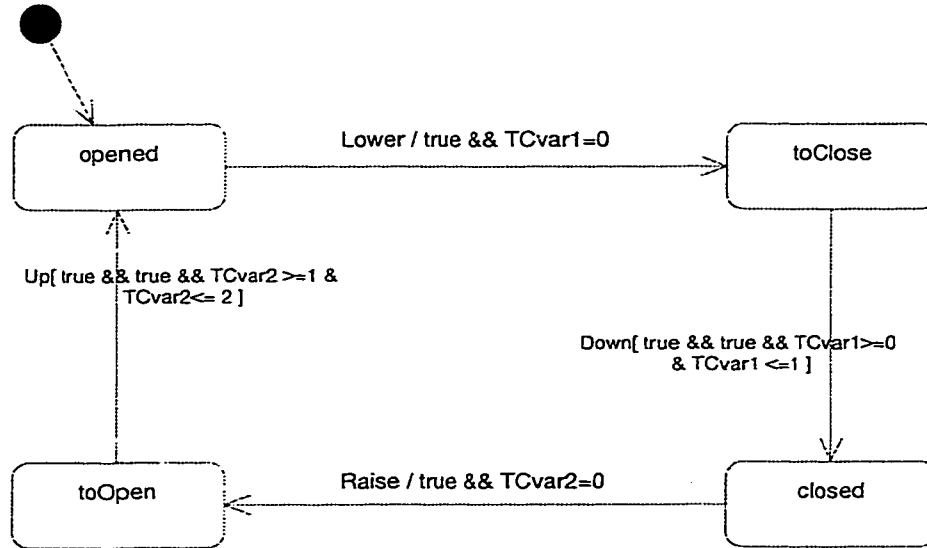 opened
Lower / true && TCvar1=0
toClose
Up[ true && true && TCvar2 >=1 &
TCvar2<= 2 ]
Down[ true && true && TCvar1>=0
& TCvar1 <=1 ]
toOpen
Raise / true && TCvar2=0
closed